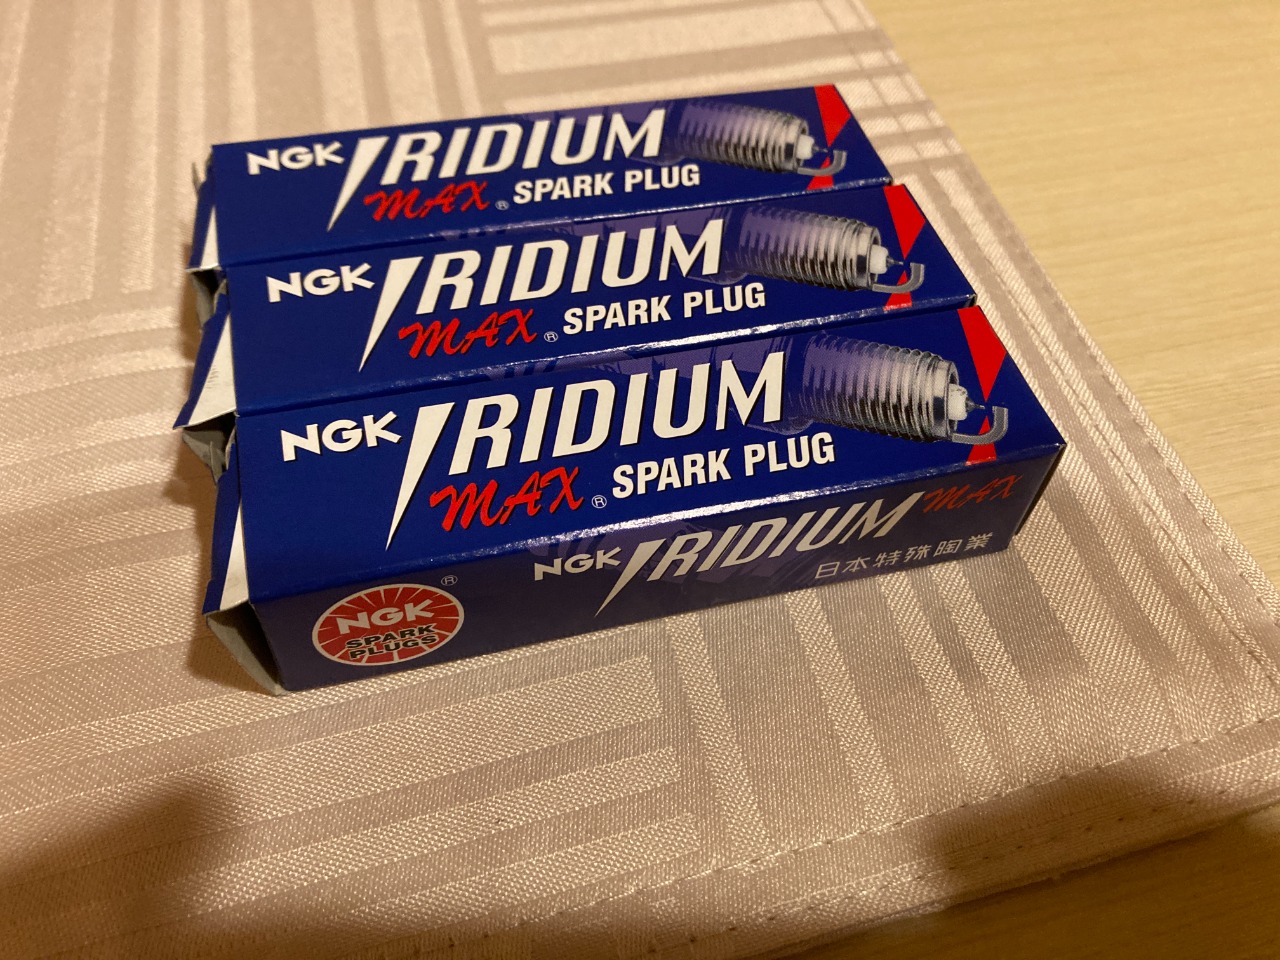 NGK IRIDIUM
MAX® SPARK PLUG
NGK IRIDIUM
MAX® SPARK PLUG
NGK IRIDIUM
MAX® SPARK PLUG
NGK IRIDIUM MAX
日本特殊陶業
NGK®
SPARK
PLUGS